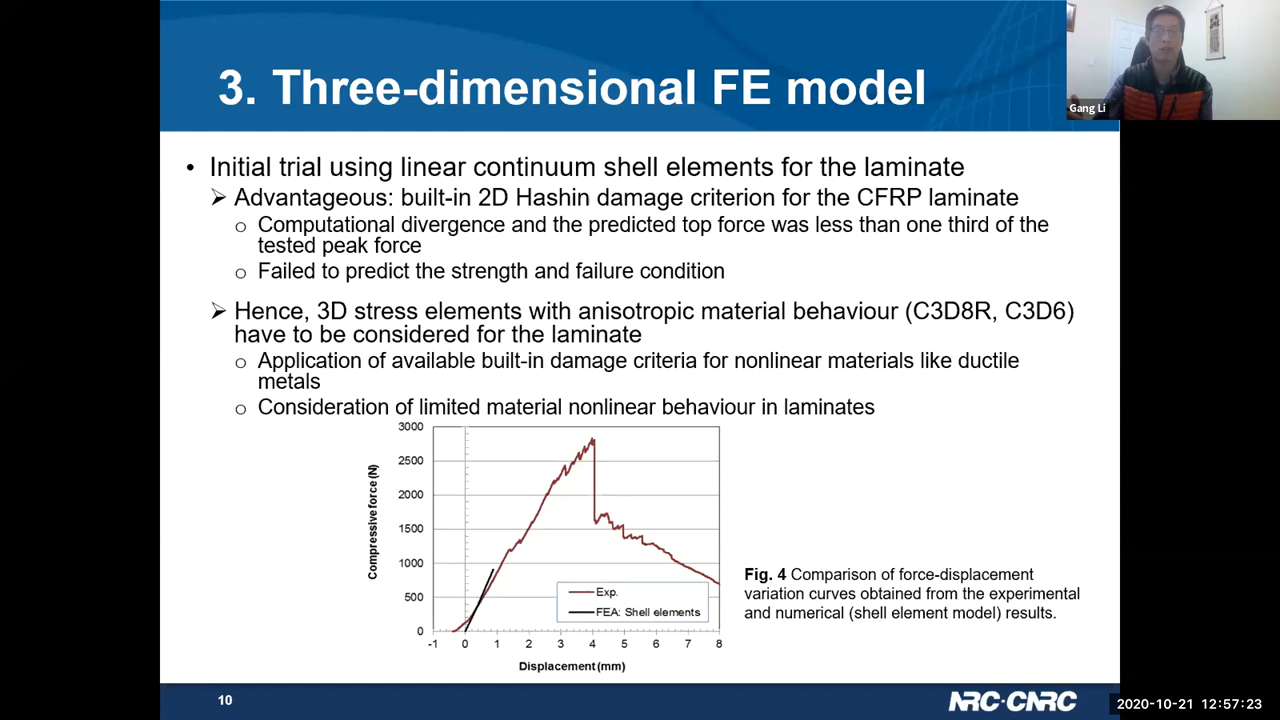 3. Three-dimensional FE model
Gang Li
• Initial trial using linear continuum shell elements for the laminate
➢ Advantageous: built-in 2D Hashin damage criterion for the CFRP laminate
o Computational divergence and the predicted top force was less than one third of the
tested peak force
o Failed to predict the strength and failure condition
➢ Hence, 3D stress elements with anisotropic material behaviour (C3D8R, C3D6)
have to be considered for the laminate
o Application of available built-in damage criteria for nonlinear materials like ductile
metals
o Consideration of limited material nonlinear behaviour in laminates
Compressive force (N)
3000
2500
2000
1500
1000
500
0
-1 0 1 2 3 4 5 6 7 8
Displacement (mm)
Exp.
FEA: Shell elements
Fig. 4 Comparison of force-displacement
variation curves obtained from the experimental
and numerical (shell element model) results.
10
NRC·CNRC
2020-10-21 12:57:23